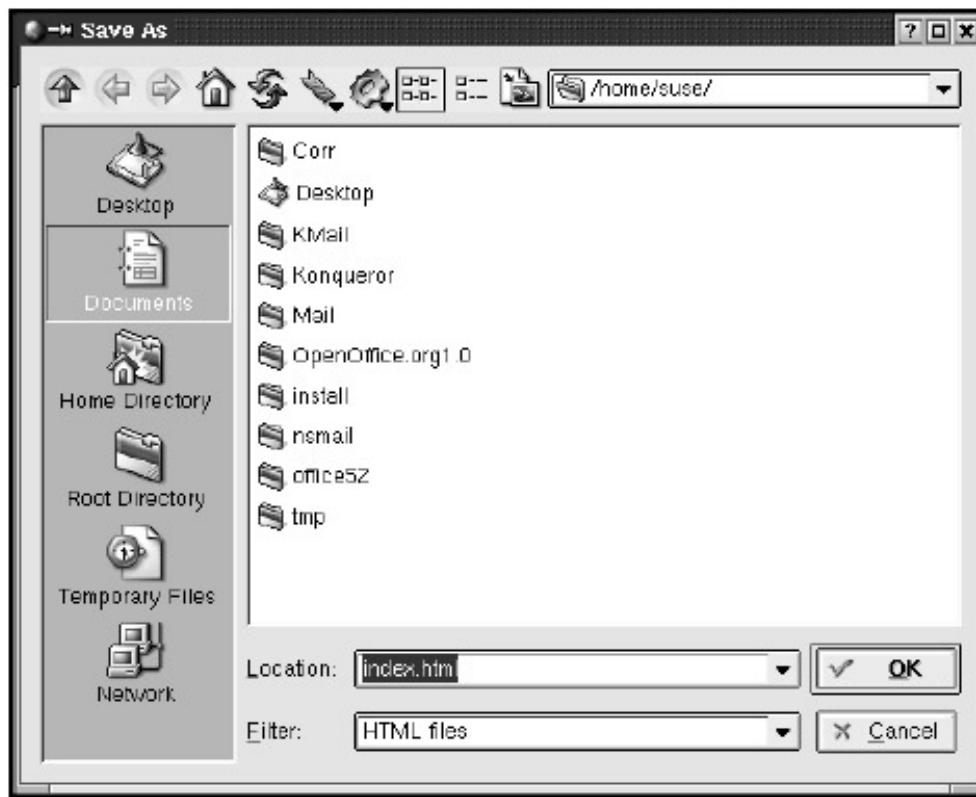 Save As
/home/suse/
Desktop
Documents
Home Directory
Root Directory
Temporary Files
Network
Corr
Desktop
KMail
Konqueror
Mail
OpenOffice.org1.0
install
nsmail
office52
tmp
Location: index.html OK
Filter: HTML files Cancel